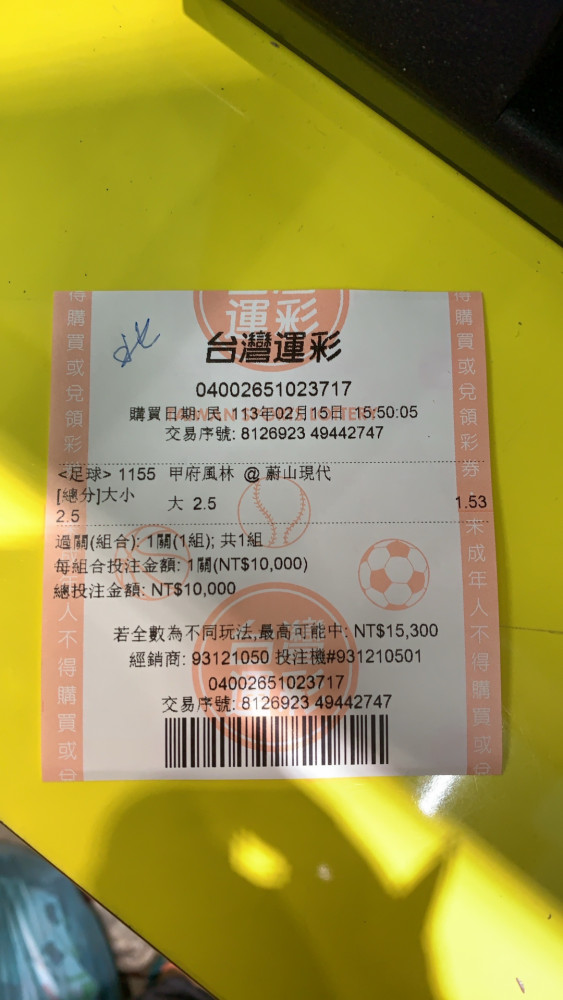 運彩
台灣運彩
04002651023717
購買日期: 民 113年02月15日 15:50:05
交易序號: 8126923 49442747
<足球> 1155 甲府風林 @ 蔚山現代
[總分]大小
2.5
大 2.5
1.53
過關(組合): 1關(1組); 共1組
每組合投注金額: 1關(NT$10,000)
總投注金額: NT$10,000
若全數為不同玩法,最高可能中: NT$15,300
經銷商: 93121050 投注機#931210501
04002651023717
交易序號: 8126923 49442747
得購買或兌領彩
年人不得購買或兌
得購買或兌領彩券
未成年人不得購買或兌